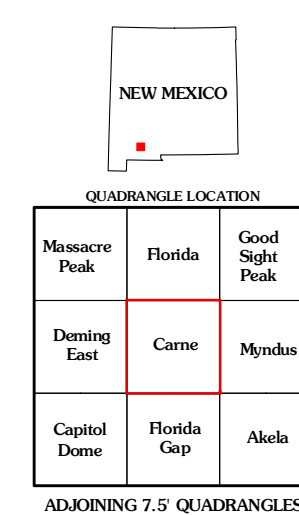 NEW MEXICO
QUADRANGLE LOCATION
Massacre
Peak
Florida
Good
Sight
Peak
Deming
East
Carne
Myndus
Capitol
Dome
Florida
Gap
Akela
ADJOINING 7.5' QUADRANGLES